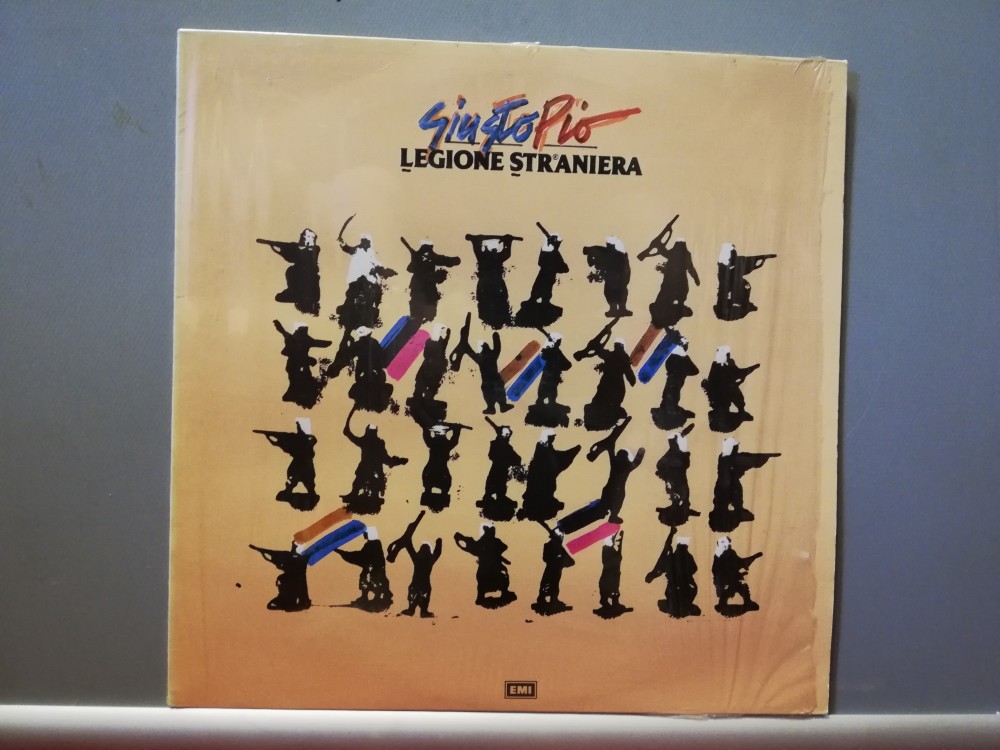 Giusto Pio
LEGIONE STRANIERA
EMI